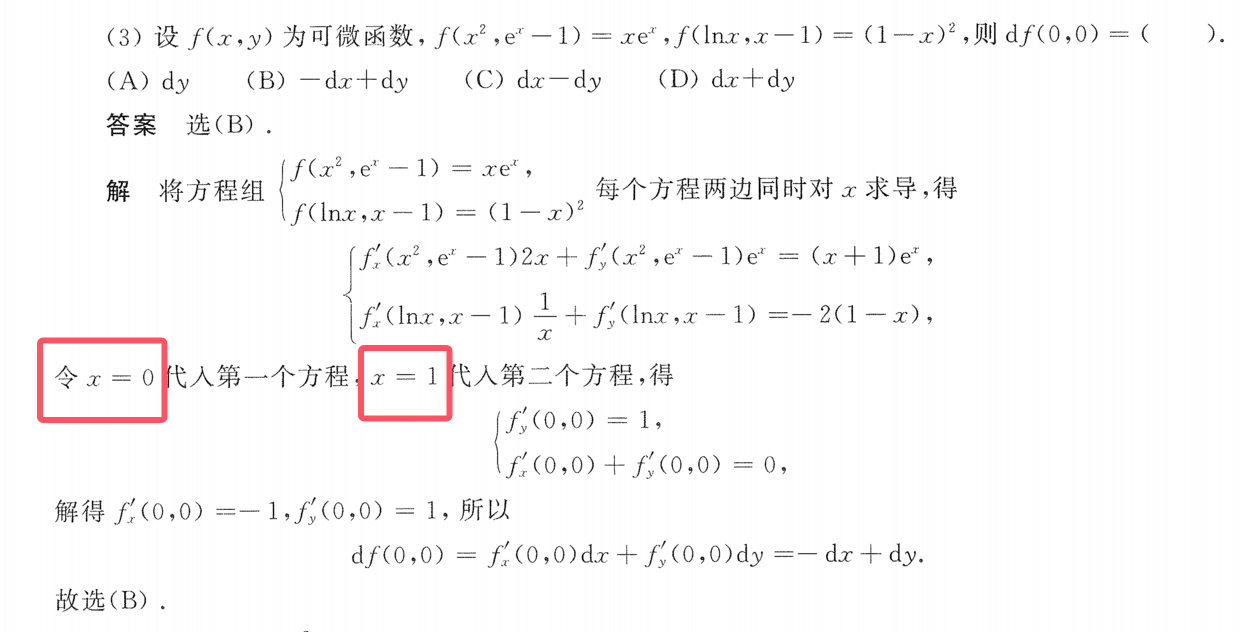 (3) 设 f(x,y) 为可微函数, f(x²,eˣ－1) = xeˣ, f(lnx,x－1) = (1－x)²,则 df(0,0) = (  ).
(A) dy (B) －dx＋dy (C) dx－dy (D) dx＋dy
答案 选(B) .
解 将方程组 { f(x²,eˣ－1) = xeˣ, f(lnx,x－1) = (1－x)² 每个方程两边同时对 x 求导,得
{ f′ₓ(x²,eˣ－1)2x＋f′ᵧ(x²,eˣ－1)eˣ = (x＋1)eˣ,
f′ₓ(lnx,x－1) 1/x ＋f′ᵧ(lnx,x－1) =－2(1－x),
令 x = 0 代入第一个方程, x = 1 代入第二个方程,得
{ f′ᵧ(0,0) = 1,
f′ₓ(0,0)＋f′ᵧ(0,0) = 0,
解得 f′ₓ(0,0) =－1,f′ᵧ(0,0) = 1, 所以
df(0,0) = f′ₓ(0,0)dx＋f′ᵧ(0,0)dy =－dx＋dy.
故选(B) .